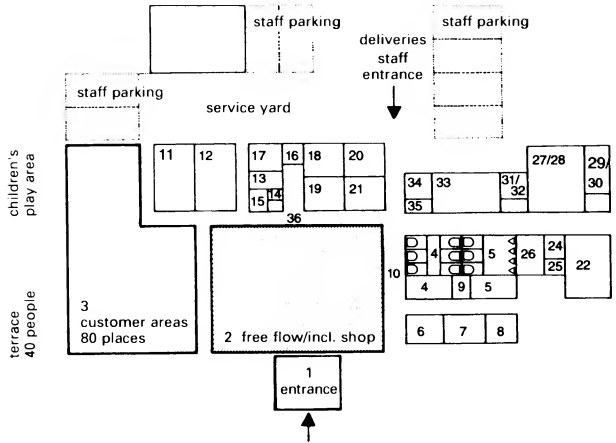 staff parking
staff parking
deliveries
staff
entrance
staff parking
service yard
children's
play area
11
12
17
16
18
20
13
15
14
19
21
36
34
35
33
31/
32
27/28
29/
30
10
4
5
26
24
25
22
4
9
5
6
7
8
terrace
40 people
3
customer areas
80 places
2 free flow/incl. shop
1
entrance